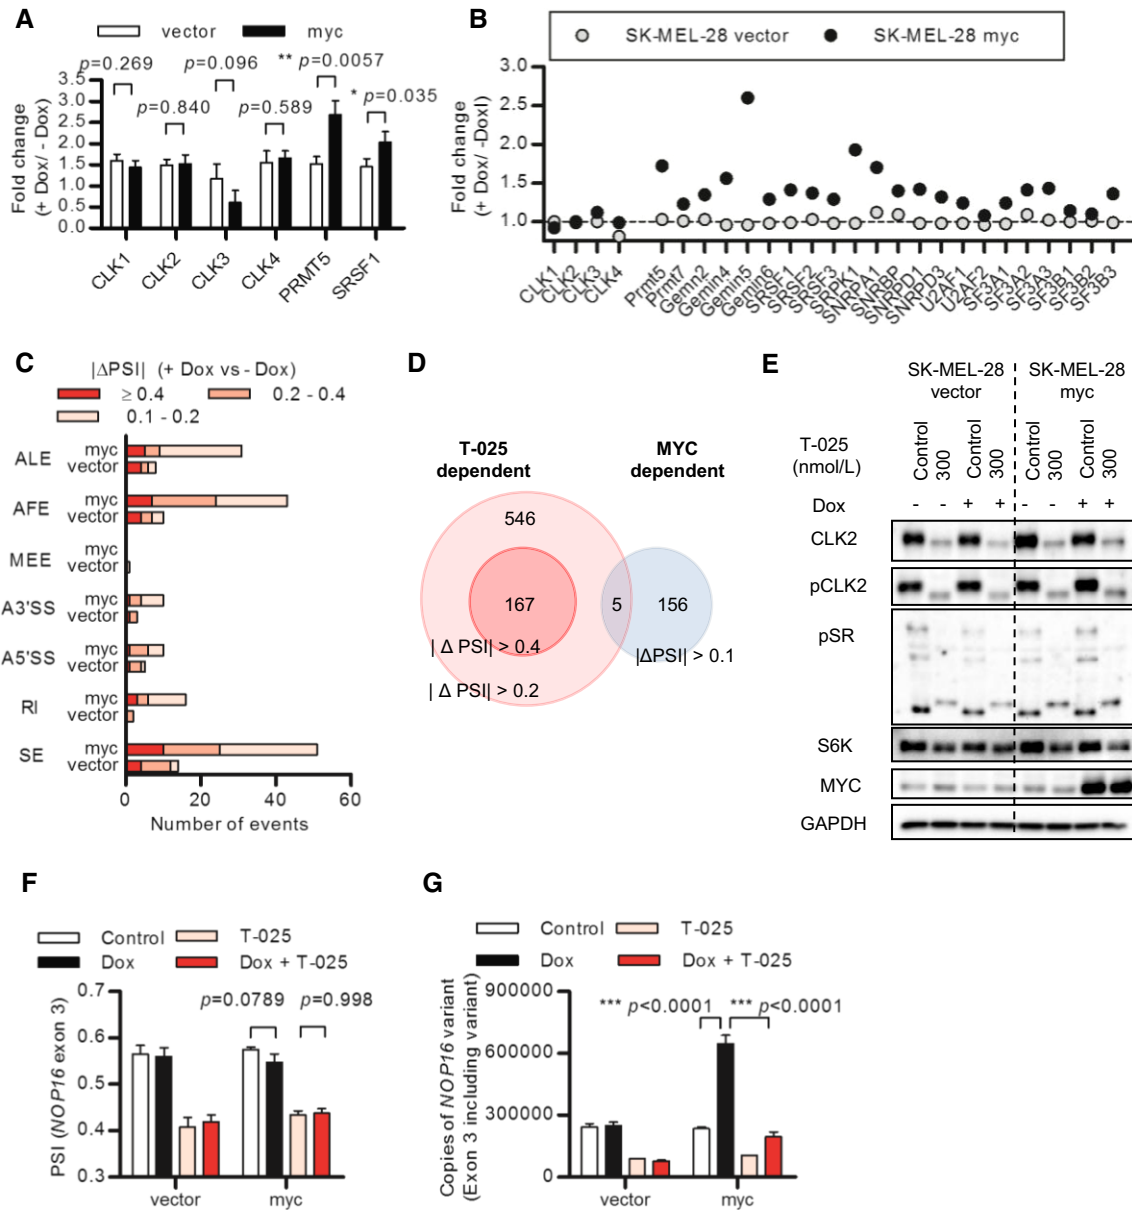 A
vector
myc
p=0.269
p=0.096
** p=0.0057
p=0.840
p=0.589
* p=0.035
Fold change
(+ Dox/ - Dox)
3.5
3.0
2.5
2.0
1.5
1.0
0.5
0.0
CLK1
CLK2
CLK3
CLK4
PRMT5
SRSF1
B
SK-MEL-28 vector
SK-MEL-28 myc
Fold change
(+ Dox/ -DoxI)
3.0
2.5
2.0
1.5
1.0
CLK1
CLK2
CLK3
CLK4
Prmt5
Prmt7
Gemn2
Gemin4
Gemin5
Gemin6
SRSF1
SRSF2
SRSF3
SRPK1
SNRPA1
SNRBP
SNRPD1
SNRPD3
U2AF1
U2AF2
SF3A1
SF3A2
SF3A3
SF3B1
SF3B2
SF3B3
C
|ΔPSI| (+ Dox vs - Dox)
≥ 0.4
0.2 - 0.4
0.1 - 0.2
ALE
myc
vector
AFE
myc
vector
MEE
myc
vector
A3'SS
myc
vector
A5'SS
myc
vector
RI
myc
vector
SE
myc
vector
0
20
40
60
Number of events
D
T-025
dependent
MYC
dependent
546
167
5
156
| Δ PSI| > 0.4
|ΔPSI| > 0.1
| Δ PSI| > 0.2
E
SK-MEL-28
vector
SK-MEL-28
myc
T-025
(nmol/L)
Control
300
Control
300
Control
300
Control
300
Dox
- - + + - - + +
CLK2
pCLK2
pSR
S6K
MYC
GAPDH
F
Control
T-025
Dox
Dox + T-025
p=0.0789
p=0.998
PSI (NOP16 exon 3)
0.7
0.6
0.5
0.4
0.3
vector
myc
G
Control
T-025
Dox
Dox + T-025
*** p<0.0001
*** p<0.0001
Copies of NOP16 variant
(Exon 3 including variant)
900000
600000
300000
0
vector
myc